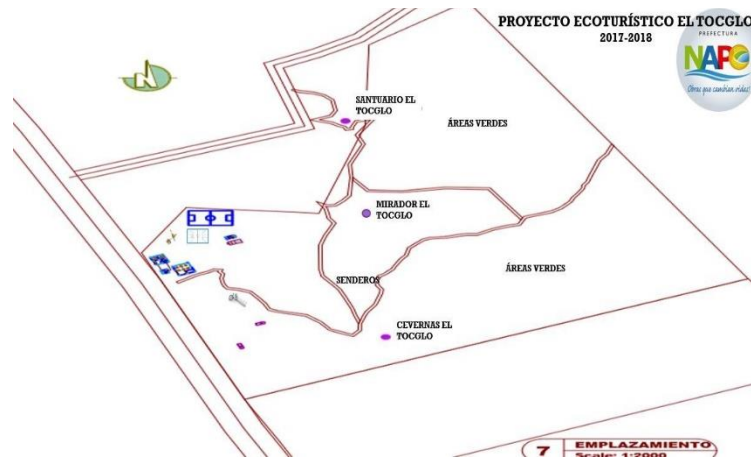 PROYECTO ECOTURÍSTICO EL TOCGLO
2017-2018
PREFECTURA
NAPO
Obras que cambian vidas!
N
SANTUARIO EL
TOCGLO
ÁREAS VERDES
MIRADOR EL
TOCGLO
ÁREAS VERDES
SENDEROS
CEVERNAS EL
TOCGLO
7
EMPLAZAMIENTO
Scale: 1:2000